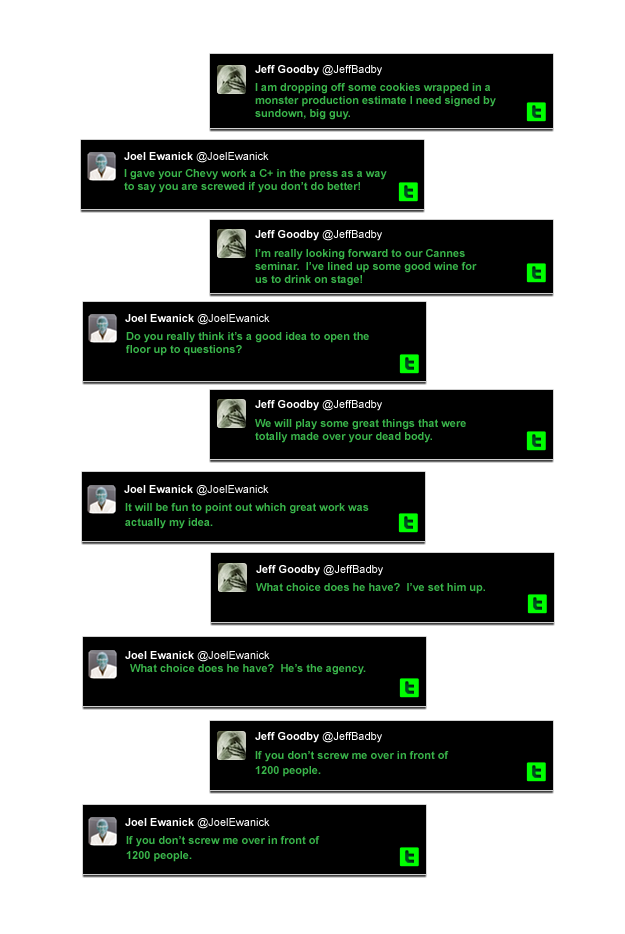 Jeff Goodby @JeffBadby
I am dropping off some cookies wrapped in a
monster production estimate I need signed by
sundown, big guy.
Joel Ewanick @JoelEwanick
I gave your Chevy work a C+ in the press as a way
to say you are screwed if you don't do better!
Jeff Goodby @JeffBadby
I'm really looking forward to our Cannes
seminar.  I've lined up some good wine for
us to drink on stage!
Joel Ewanick @JoelEwanick
Do you really think it's a good idea to open the
floor up to questions?
Jeff Goodby @JeffBadby
We will play some great things that were
totally made over your dead body.
Joel Ewanick @JoelEwanick
It will be fun to point out which great work was
actually my idea.
Jeff Goodby @JeffBadby
What choice does he have?  I've set him up.
Joel Ewanick @JoelEwanick
What choice does he have?  He's the agency.
Jeff Goodby @JeffBadby
If you don't screw me over in front of
1200 people.
Joel Ewanick @JoelEwanick
If you don't screw me over in front of
1200 people.